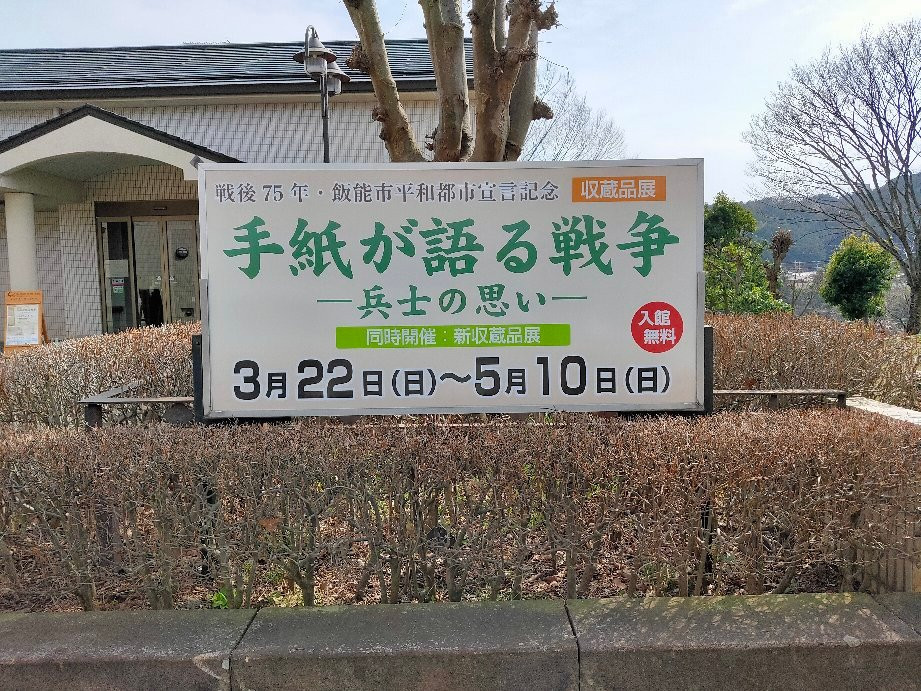 戦後75年・飯能市平和都市宣言記念 収蔵品展
手紙が語る戦争
―兵士の思い―
同時開催:新収蔵品展
入館
無料
3月22日(日)～5月10日(日)